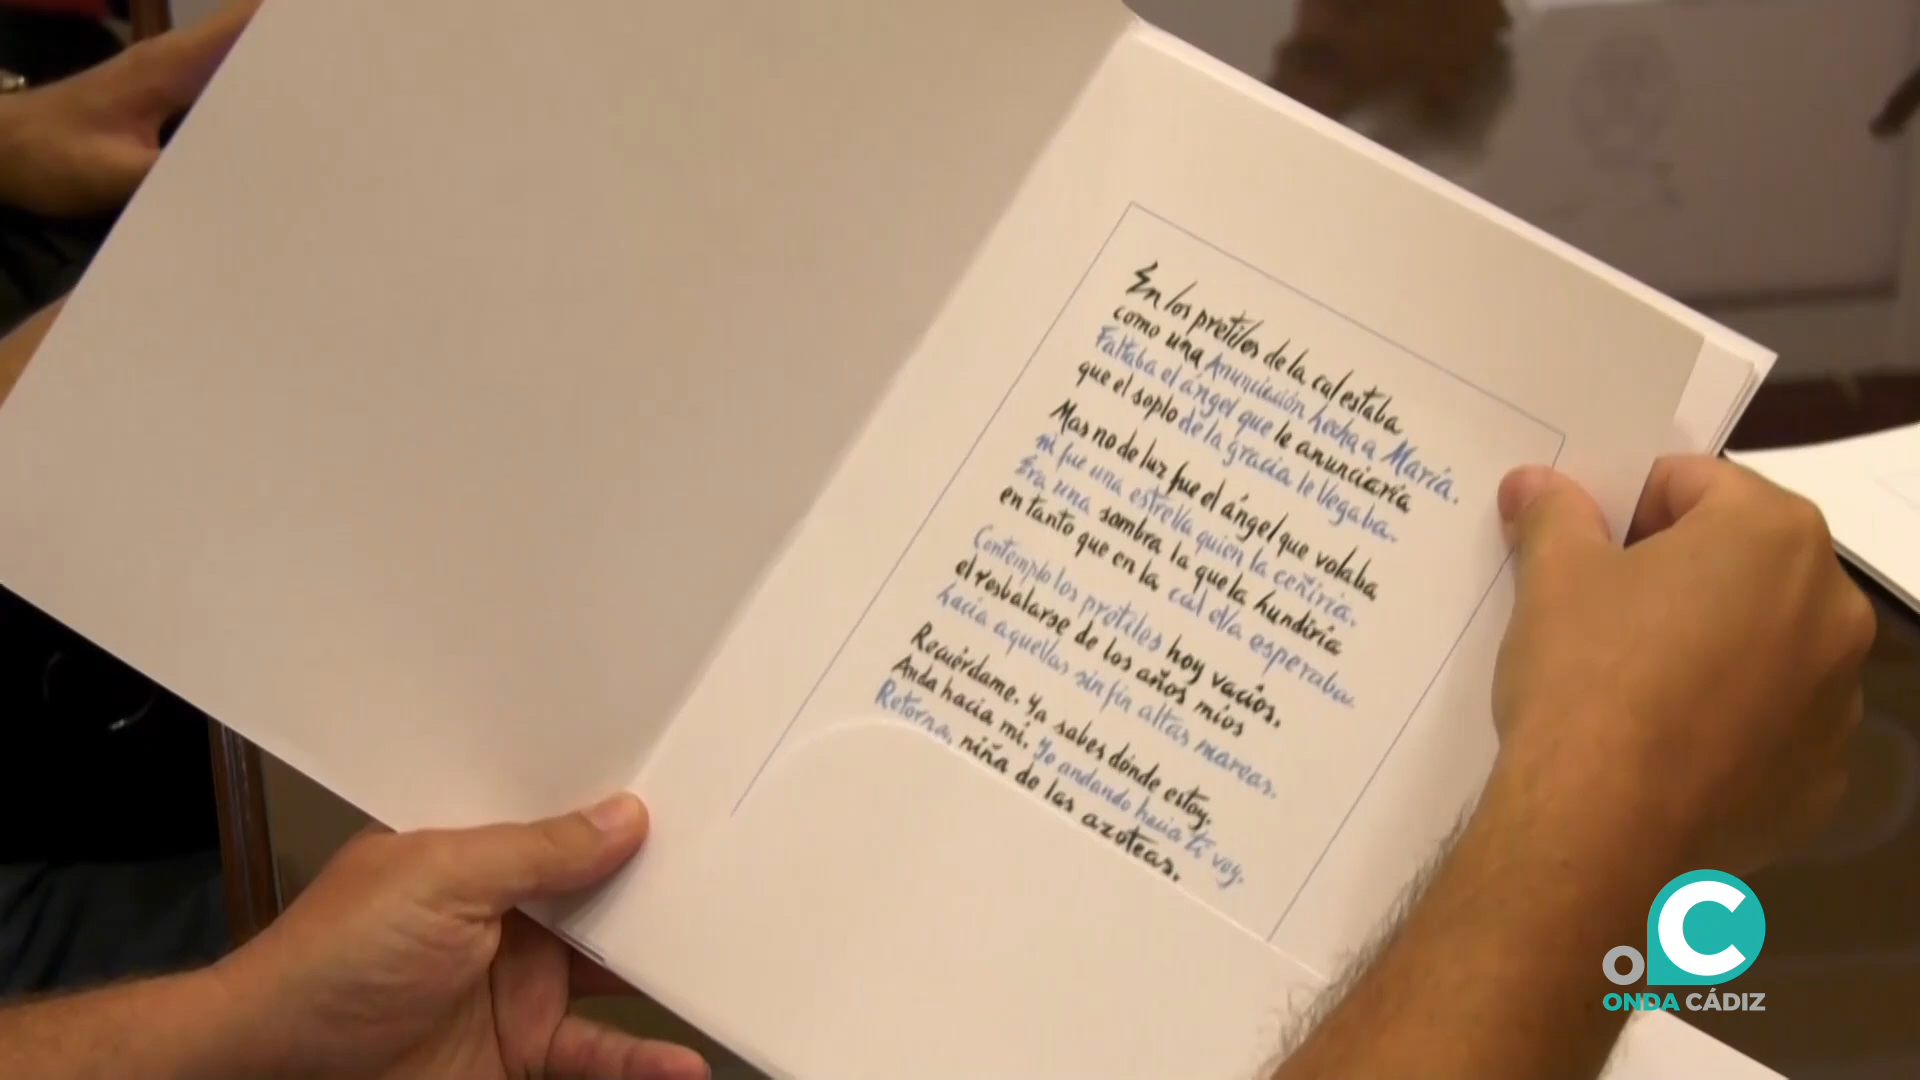 En los pretiles de la cal estaba
como una Anunciación hecha a María.
Faltaba el ángel que le anunciaría
que el soplo de la gracia le llegaba.
Mas no de luz fue el ángel que volaba
ni fue una estrella quien la ceñiría.
Era una sombra la que la hundiría
en tanto que en la cal ella esperaba.
Contemplo los pretiles hoy vacíos.
el resbalarse de los años míos
hacia aquellas sin fin altas mareas.
Recuérdame. Ya sabes dónde estoy.
Anda hacia mí. Yo andando hacia ti voy.
Retorna, niña de las azoteas.
O C
ONDA CÁDIZ